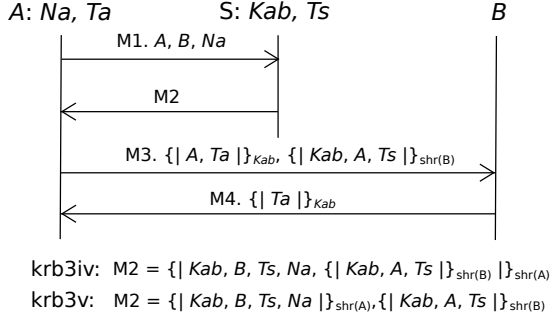 A: Na, Ta S: Kab, Ts B
M1. A, B, Na
M2
M3. {| A, Ta |}Kab, {| Kab, A, Ts |}shr(B)
M4. {| Ta |}Kab
krb3iv: M2 = {| Kab, B, Ts, Na, {| Kab, A, Ts |}shr(B) |}shr(A)
krb3v: M2 = {| Kab, B, Ts, Na |}shr(A),{| Kab, A, Ts |}shr(B)